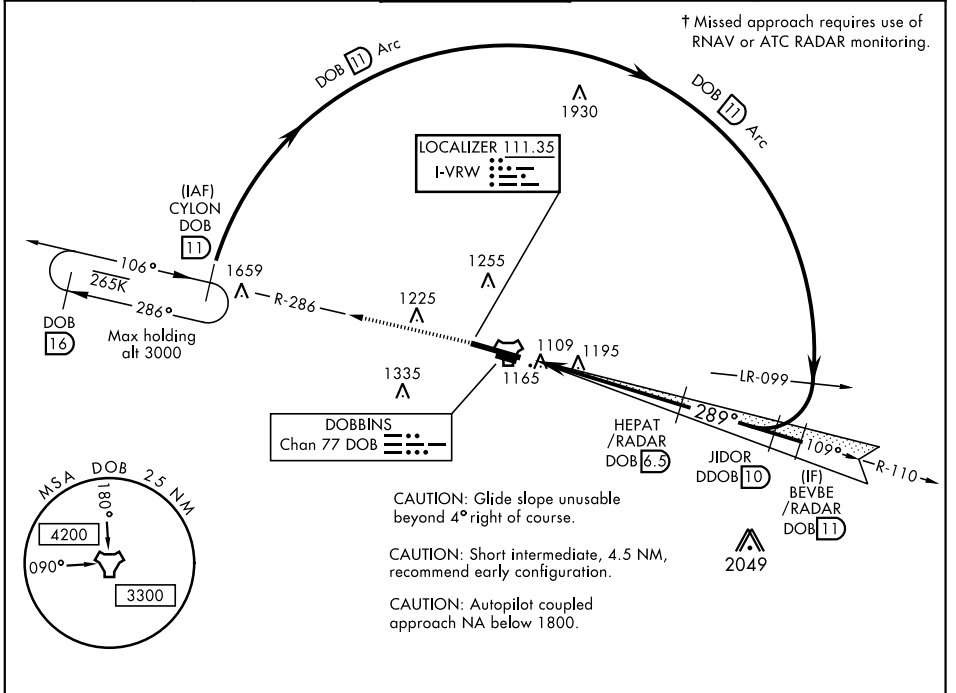 † Missed approach requires use of
RNAV or ATC RADAR monitoring.
DOB 11 Arc
DOB 11 Arc
1930
LOCALIZER 111.35
I-VRW
(IAF)
CYLON
DOB
11
106°
265K
286°
1659
R-286
DOB
16
Max holding
alt 3000
1255
1225
1109
1195
1165
1335
LR-099
DOBBINS
Chan 77 DOB
289°
109°
R-110
HEPAT
/RADAR
DOB 6.5
JIDOR
DDOB 10
(IF)
BEVBE
/RADAR
DOB 11
2049
MSA DOB 25 NM
180°
4200
090°
3300
CAUTION: Glide slope unusable
beyond 4° right of course.
CAUTION: Short intermediate, 4.5 NM,
recommend early configuration.
CAUTION: Autopilot coupled
approach NA below 1800.